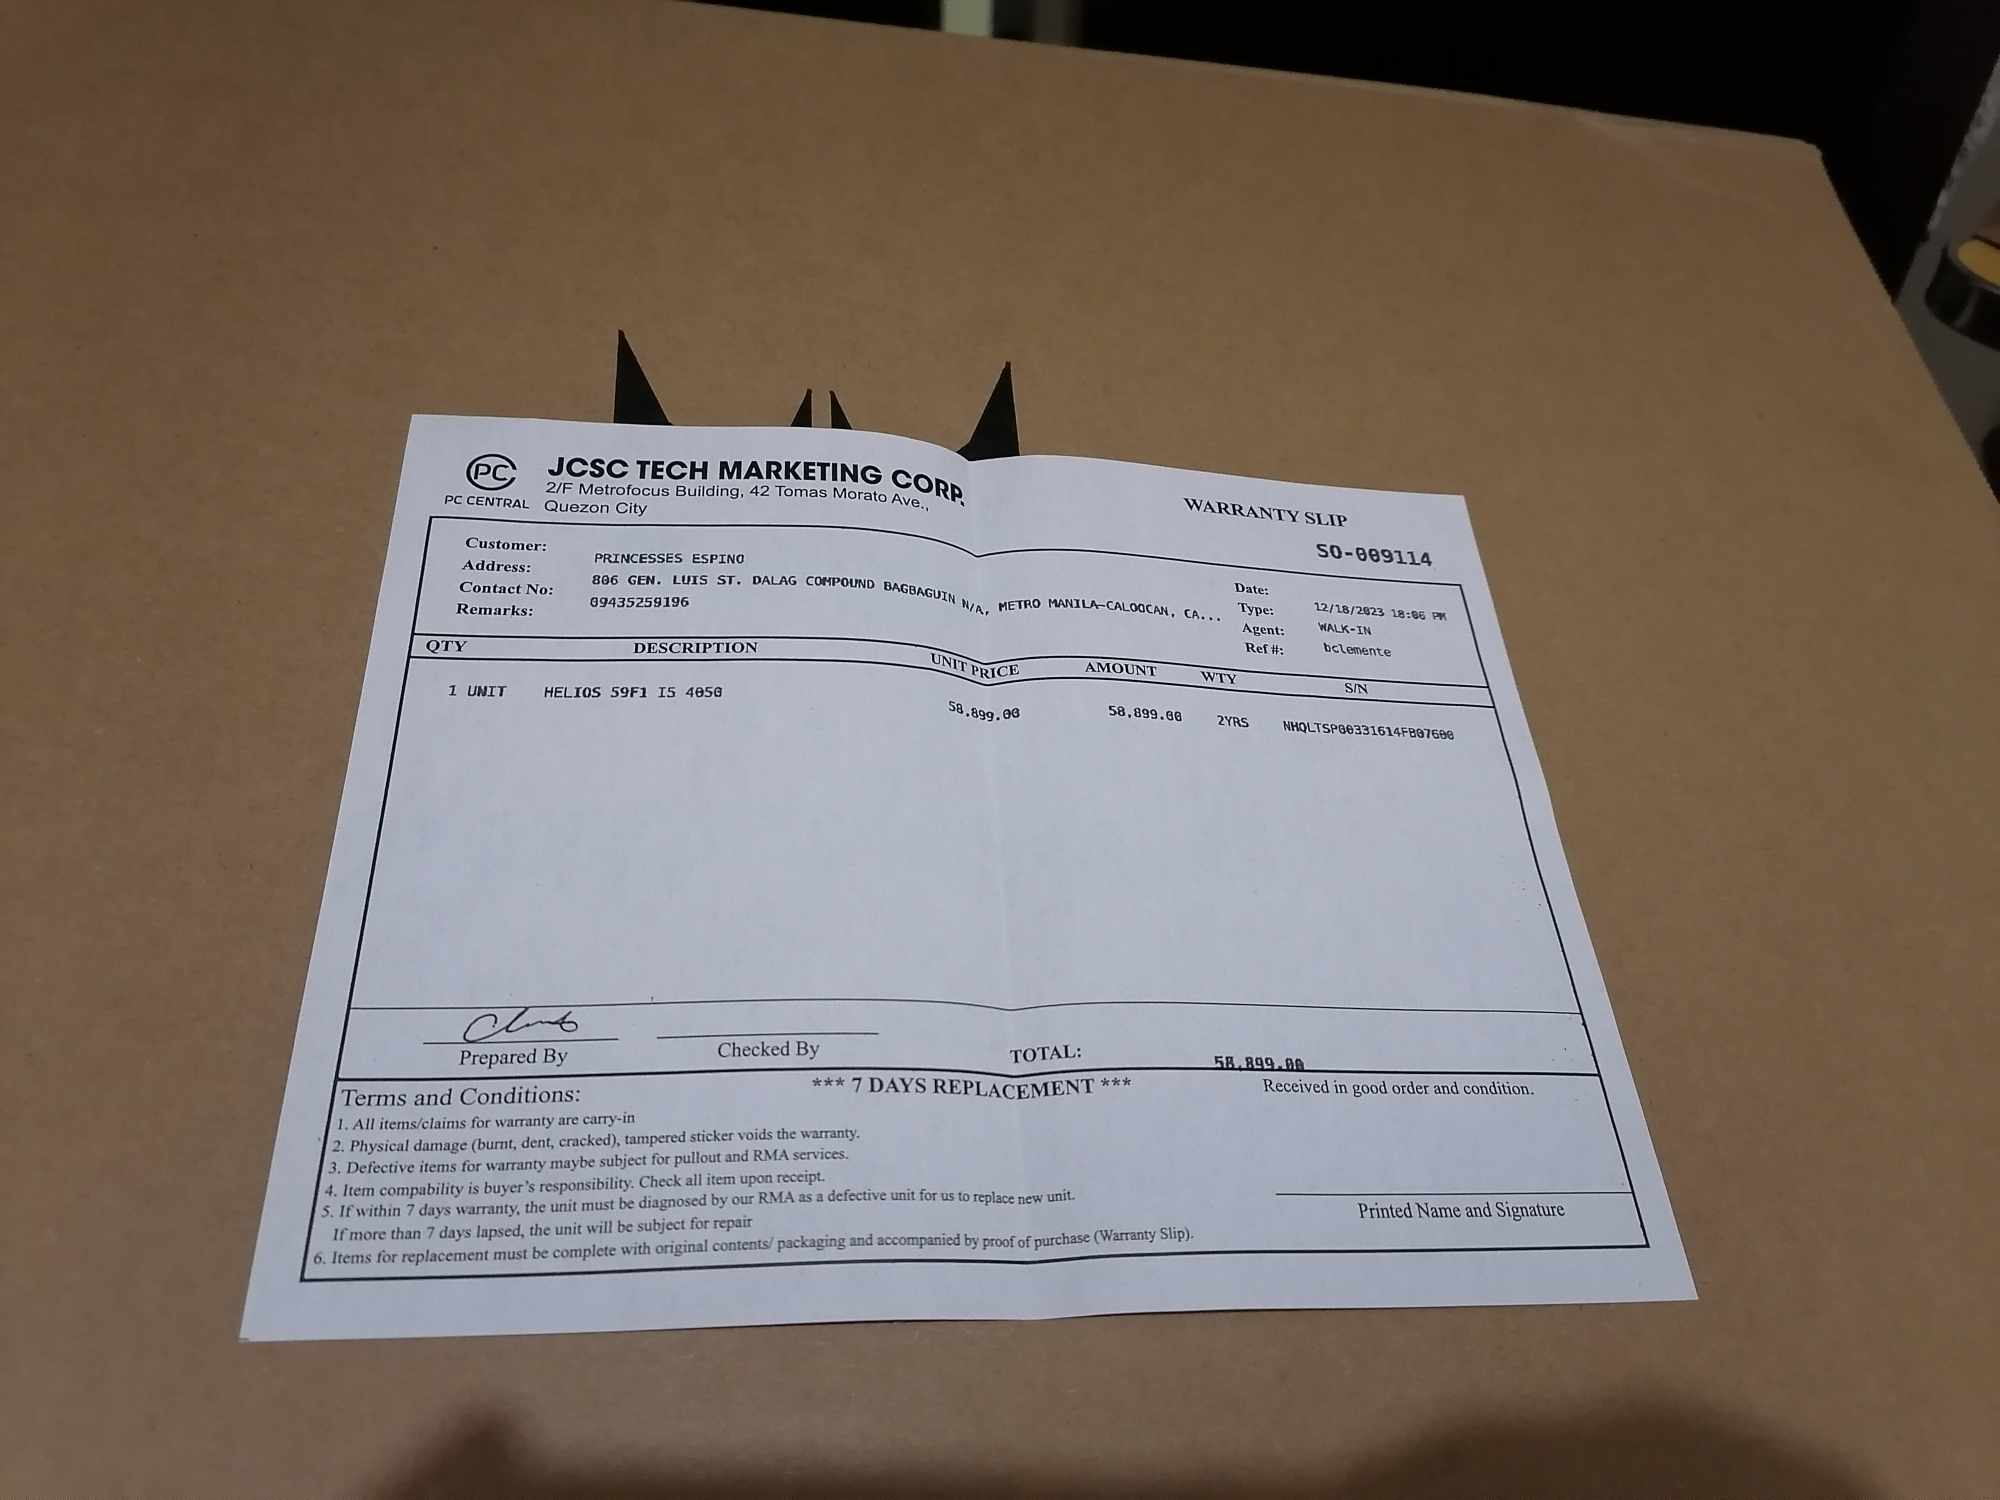 PC
PC CENTRAL
JCSC TECH MARKETING CORP.
2/F Metrofocus Building, 42 Tomas Morato Ave.,
Quezon City
WARRANTY SLIP
SO-009114
Customer: PRINCESSES ESPINO
Address: 806 GEN. LUIS ST. DALAG COMPOUND BAGBAGUIN N/A, METRO MANILA-CALOOCAN, CA...
Contact No: 09435259196
Remarks:
Date: 12/18/2023 18:06 PM
Type: WALK-IN
Agent: bclemente
Ref #:
QTY DESCRIPTION UNIT PRICE AMOUNT WTY S/N
1 UNIT HELIOS 59F1 I5 4050 58,899.00 58,899.00 2YRS NHQLTSP00331614FB07600
Prepared By
Checked By
TOTAL: 58,899.00
Terms and Conditions:
*** 7 DAYS REPLACEMENT ***
Received in good order and condition.
1. All items/claims for warranty are carry-in
2. Physical damage (burnt, dent, cracked), tampered sticker voids the warranty.
3. Defective items for warranty maybe subject for pullout and RMA services.
4. Item compability is buyer's responsibility. Check all item upon receipt.
5. If within 7 days warranty, the unit must be diagnosed by our RMA as a defective unit for us to replace new unit.
If more than 7 days lapsed, the unit will be subject for repair
6. Items for replacement must be complete with original contents/ packaging and accompanied by proof of purchase (Warranty Slip).
Printed Name and Signature